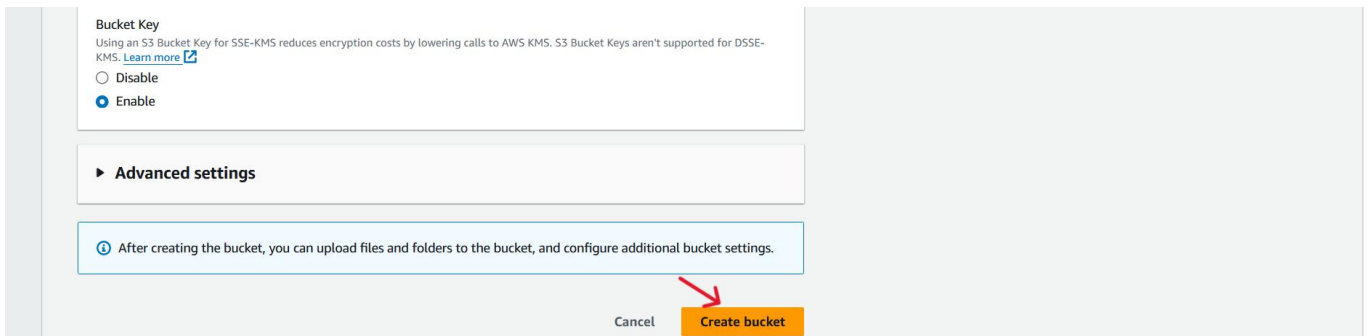 Bucket Key
Using an S3 Bucket Key for SSE-KMS reduces encryption costs by lowering calls to AWS KMS. S3 Bucket Keys aren't supported for DSSE-
KMS. Learn more
Disable
Enable
Advanced settings
After creating the bucket, you can upload files and folders to the bucket, and configure additional bucket settings.
Cancel Create bucket